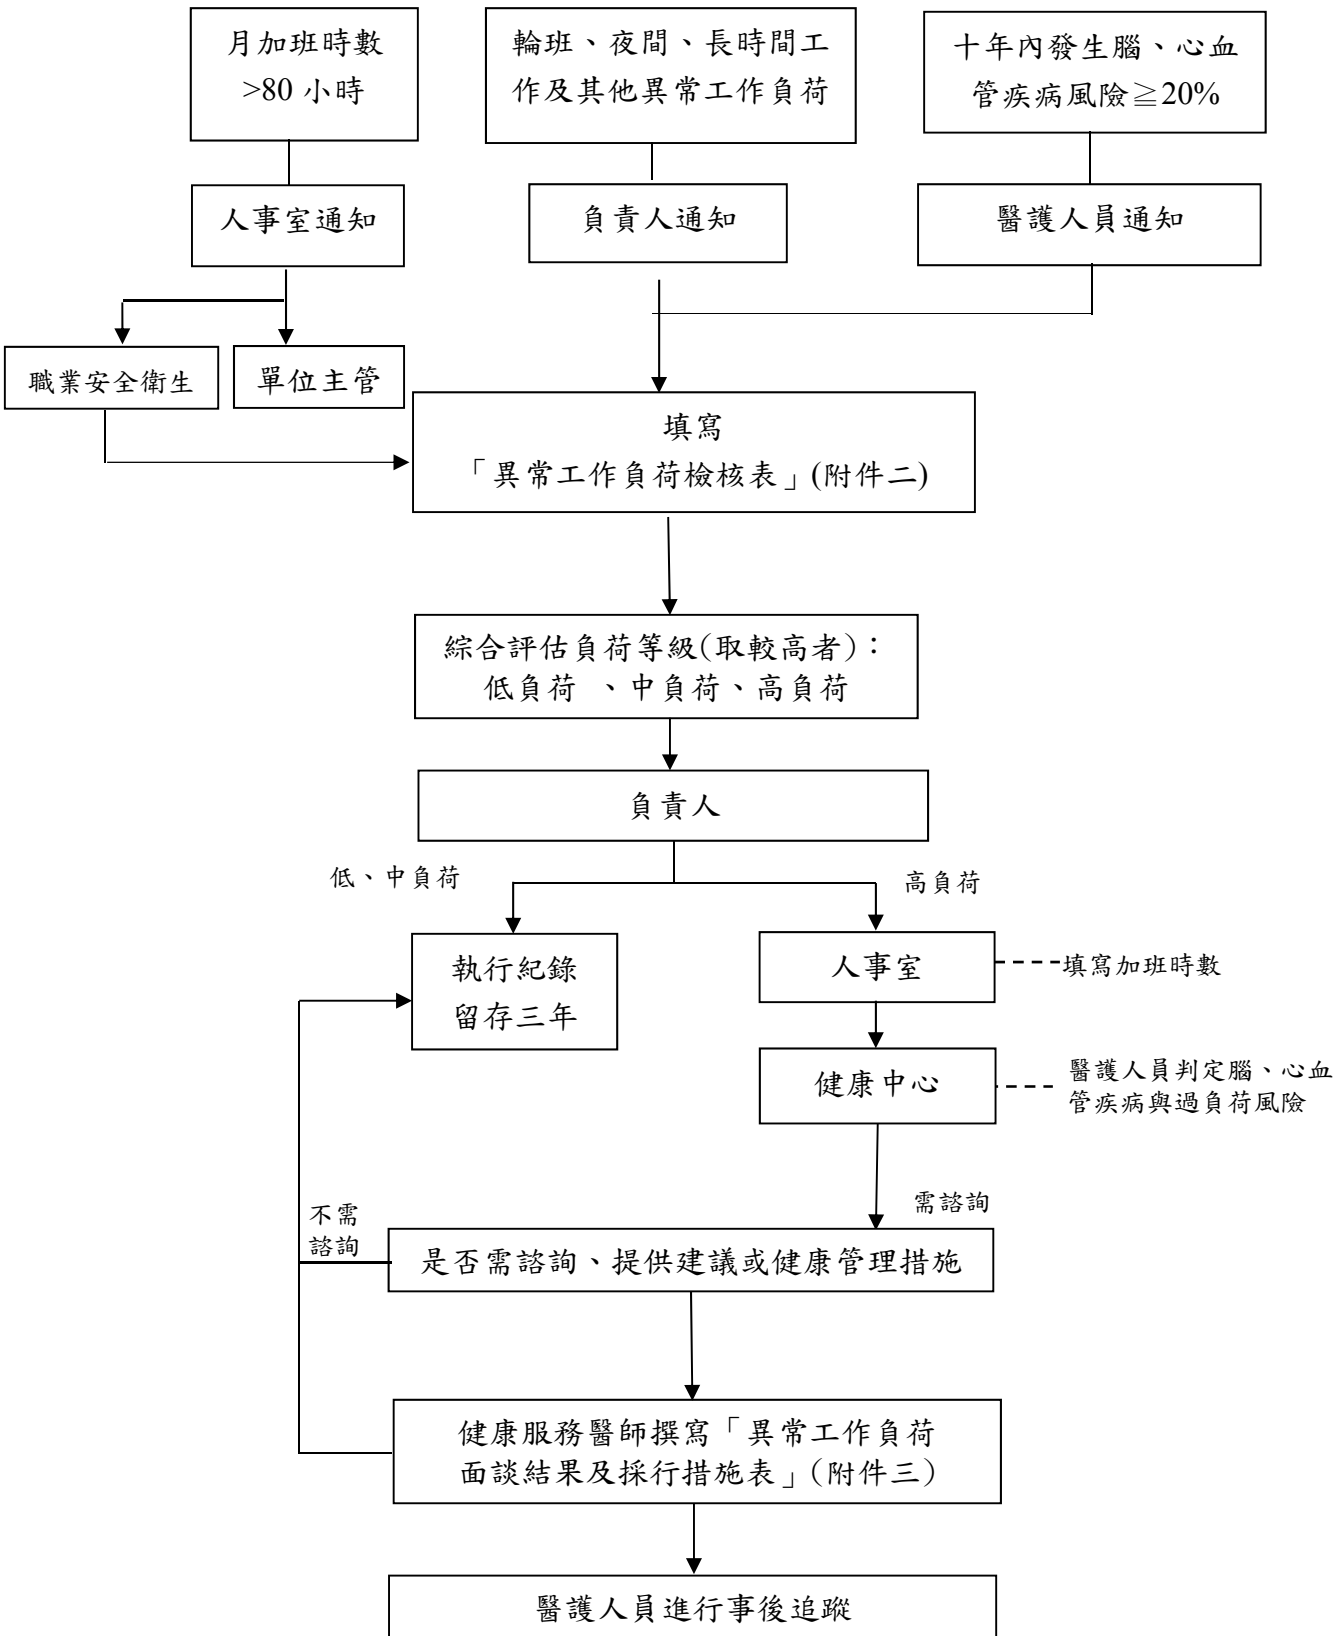 月加班時數
>80 小時
輪班、夜間、長時間工
作及其他異常工作負荷
十年內發生腦、心血
管疾病風險≧20%
人事室通知
負責人通知
醫護人員通知
職業安全衛生
單位主管
填寫
「異常工作負荷檢核表」(附件二)
綜合評估負荷等級(取較高者)：
低負荷 、中負荷、高負荷
負責人
低、中負荷
高負荷
執行紀錄
留存三年
人事室
填寫加班時數
健康中心
醫護人員判定腦、心血
管疾病與過負荷風險
需諮詢
不需
諮詢
是否需諮詢、提供建議或健康管理措施
健康服務醫師撰寫「異常工作負荷
面談結果及採行措施表」(附件三)
醫護人員進行事後追蹤